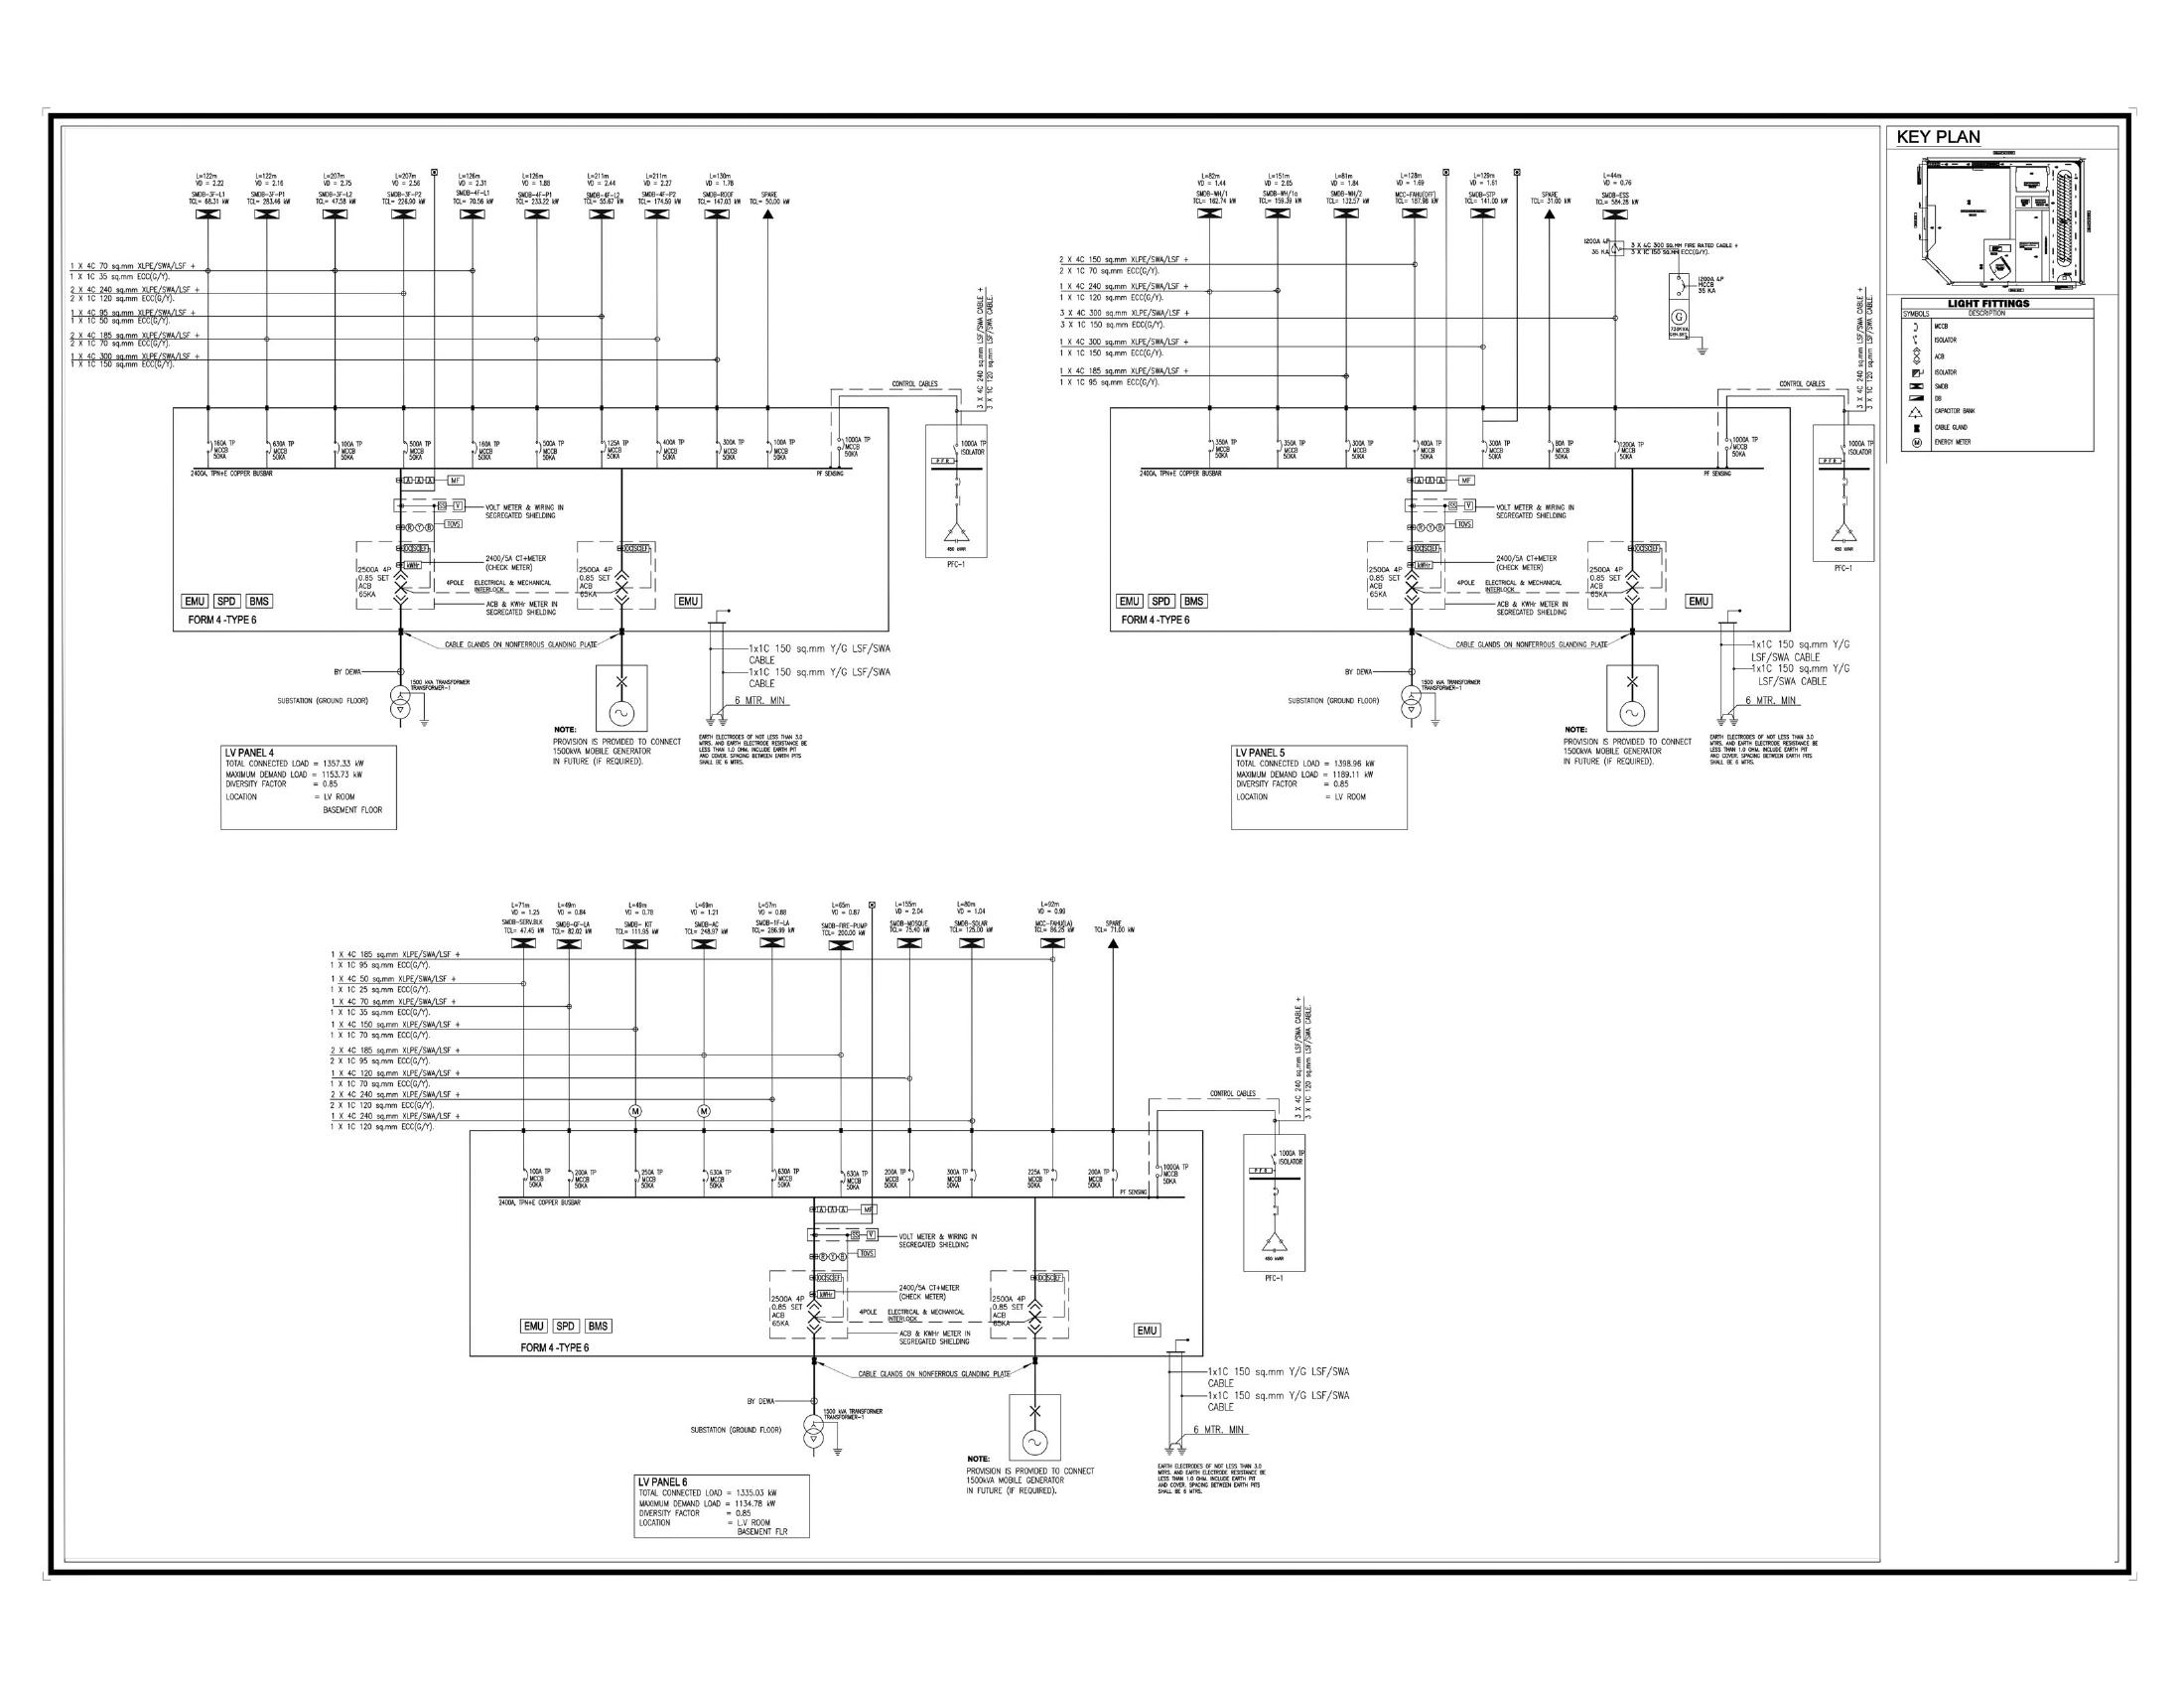 KEY PLAN
LIGHT FITTINGS
SYMBOLS DESCRIPTION
MCCB
ISOLATOR
ACB
ISOLATOR
SMDB
DB
CAPACITOR BANK
CABLE GLAND
M ENERGY METER
L=122m L=122m L=207m L=207m L=126m L=126m L=211m L=211m L=130m
VD = 2.22 VD = 2.16 VD = 2.75 VD = 2.56 VD = 2.31 VD = 1.88 VD = 2.44 VD = 2.27 VD = 1.78
SMDB-3F-L1 SMDB-3F-P1 SMDB-3F-L2 SMDB-3F-P2 SMDB-4F-L1 SMDB-4F-P1 SMDB-4F-L2 SMDB-4F-P2 SMDB-ROOF SPARE
TCL= 68.31 kW TCL= 283.46 kW TCL= 47.58 kW TCL= 226.90 kW TCL= 70.56 kW TCL= 233.22 kW TCL= 55.67 kW TCL= 174.59 kW TCL= 147.03 kW TCL= 50.00 kW
1 X 4C 70 sq.mm XLPE/SWA/LSF +
1 X 1C 35 sq.mm ECC(G/Y).
2 X 4C 240 sq.mm XLPE/SWA/LSF +
2 X 1C 120 sq.mm ECC(G/Y).
1 X 4C 95 sq.mm XLPE/SWA/LSF +
1 X 1C 50 sq.mm ECC(G/Y).
2 X 4C 185 sq.mm XLPE/SWA/LSF +
2 X 1C 70 sq.mm ECC(G/Y).
1 X 4C 300 sq.mm XLPE/SWA/LSF +
1 X 1C 150 sq.mm ECC(G/Y).
3 X 4C 240 sq.mm LSF/SWA CABLE +
3 X 1C 120 sq.mm LSF/SWA CABLE.
CONTROL CABLES
160A TP 630A TP 100A TP 500A TP 160A TP 500A TP 125A TP 400A TP 300A TP 100A TP 1000A TP
MCCB MCCB MCCB MCCB MCCB MCCB MCCB MCCB MCCB MCCB MCCB
50KA 50KA 50KA 50KA 50KA 50KA 50KA 50KA 50KA 50KA 50KA
1000A TP
ISOLATOR
P.F.R
2400A, TPN+E COPPER BUSBAR
PF SENSING
A A A MF
SS V
VOLT METER & WIRING IN
SEGREGATED SHIELDING
R Y B TOVS
OC SC EF
OC SC EF
kWHr
2400/5A CT+METER
(CHECK METER)
2500A 4P
0.85 SET
ACB
65KA
4POLE ELECTRICAL & MECHANICAL
INTERLOCK
2500A 4P
0.85 SET
ACB
65KA
ACB & KWHr METER IN
SEGREGATED SHIELDING
450 kVAR
PFC-1
EMU SPD BMS
EMU
FORM 4 -TYPE 6
CABLE GLANDS ON NONFERROUS GLANDING PLATE
1x1C 150 sq.mm Y/G LSF/SWA
CABLE
1x1C 150 sq.mm Y/G LSF/SWA
CABLE
6 MTR. MIN
BY DEWA
1500 kVA TRANSFORMER
TRANSFORMER-1
SUBSTATION (GROUND FLOOR)
NOTE:
PROVISION IS PROVIDED TO CONNECT
1500kVA MOBILE GENERATOR
IN FUTURE (IF REQUIRED).
EARTH ELECTRODES OF NOT LESS THAN 3.0
MTRS. AND EARTH ELECTRODE RESISTANCE BE
LESS THAN 1.0 OHM. INCLUDE EARTH PIT
AND COVER. SPACING BETWEEN EARTH PITS
SHALL BE 6 MTRS.
LV PANEL 4
TOTAL CONNECTED LOAD = 1357.33 kW
MAXIMUM DEMAND LOAD = 1153.73 kW
DIVERSITY FACTOR = 0.85
LOCATION = LV ROOM
BASEMENT FLOOR
L=82m L=151m L=81m L=128m L=129m L=44m
VD = 1.44 VD = 2.65 VD = 1.84 VD = 1.69 VD = 1.61 VD = 0.76
SMDB-WH/1 SMDB-WH/1a SMDB-WH/2 MCC-FAHU(OFF) SMDB-STP SPARE SMDB-ESS
TCL= 162.74 kW TCL= 159.39 kW TCL= 132.57 kW TCL= 187.98 kW TCL= 141.00 kW TCL= 31.00 kW TCL= 584.28 kW
1200A 4P
35 KA
3 X 4C 300 SQ.MM FIRE RATED CABLE +
3 X 1C 150 SQ.MM ECC(G/Y).
1200A 4P
MCCB
35 KA
G
2 X 4C 150 sq.mm XLPE/SWA/LSF +
2 X 1C 70 sq.mm ECC(G/Y).
1 X 4C 240 sq.mm XLPE/SWA/LSF +
1 X 1C 120 sq.mm ECC(G/Y).
3 X 4C 300 sq.mm XLPE/SWA/LSF +
3 X 1C 150 sq.mm ECC(G/Y).
1 X 4C 300 sq.mm XLPE/SWA/LSF +
1 X 1C 150 sq.mm ECC(G/Y).
1 X 4C 185 sq.mm XLPE/SWA/LSF +
1 X 1C 95 sq.mm ECC(G/Y).
3 X 4C 240 sq.mm LSF/SWA CABLE +
3 X 1C 120 sq.mm LSF/SWA CABLE.
CONTROL CABLES
350A TP 350A TP 300A TP 400A TP 300A TP 80A TP 1200A TP 1000A TP
MCCB MCCB MCCB MCCB MCCB MCCB MCCB MCCB
50KA 50KA 50KA 50KA 50KA 50KA 50KA 50KA
1000A TP
ISOLATOR
P.F.R
2400A, TPN+E COPPER BUSBAR
PF SENSING
A A A MF
SS V
VOLT METER & WIRING IN
SEGREGATED SHIELDING
R Y B TOVS
OC SC EF
OC SC EF
kWHr
2400/5A CT+METER
(CHECK METER)
2500A 4P
0.85 SET
ACB
65KA
4POLE ELECTRICAL & MECHANICAL
INTERLOCK
2500A 4P
0.85 SET
ACB
65KA
ACB & KWHr METER IN
SEGREGATED SHIELDING
450 kVAR
PFC-1
EMU SPD BMS
EMU
FORM 4 -TYPE 6
CABLE GLANDS ON NONFERROUS GLANDING PLATE
1x1C 150 sq.mm Y/G
LSF/SWA CABLE
1x1C 150 sq.mm Y/G
LSF/SWA CABLE
6 MTR. MIN
BY DEWA
1500 kVA TRANSFORMER
TRANSFORMER-1
SUBSTATION (GROUND FLOOR)
NOTE:
PROVISION IS PROVIDED TO CONNECT
1500kVA MOBILE GENERATOR
IN FUTURE (IF REQUIRED).
EARTH ELECTRODES OF NOT LESS THAN 3.0
MTRS. AND EARTH ELECTRODE RESISTANCE BE
LESS THAN 1.0 OHM. INCLUDE EARTH PIT
AND COVER. SPACING BETWEEN EARTH PITS
SHALL BE 6 MTRS.
LV PANEL 5
TOTAL CONNECTED LOAD = 1398.96 kW
MAXIMUM DEMAND LOAD = 1189.11 kW
DIVERSITY FACTOR = 0.85
LOCATION = LV ROOM
L=71m L=49m L=49m L=69m L=57m L=65m L=155m L=80m L=92m
VD = 1.25 VD = 0.84 VD = 0.78 VD = 1.21 VD = 0.88 VD = 0.87 VD = 2.04 VD = 1.04 VD = 0.99
SMDB-SERV.BLK SMDB-GF-LA SMDB- KIT SMDB-AC SMDB-1F-LA SMDB-FIRE-PUMP SMDB-MOSQUE SMDB-SOLAR MCC-FAHU(LA) SPARE
TCL= 47.45 kW TCL= 82.02 kW TCL= 111.95 kW TCL= 248.97 kW TCL= 286.99 kW TCL= 200.00 kW TCL= 75.40 kW TCL= 125.00 kW TCL= 86.25 kW TCL= 71.00 kW
1 X 4C 185 sq.mm XLPE/SWA/LSF +
1 X 1C 95 sq.mm ECC(G/Y).
1 X 4C 50 sq.mm XLPE/SWA/LSF +
1 X 1C 25 sq.mm ECC(G/Y).
1 X 4C 70 sq.mm XLPE/SWA/LSF +
1 X 1C 35 sq.mm ECC(G/Y).
1 X 4C 150 sq.mm XLPE/SWA/LSF +
1 X 1C 70 sq.mm ECC(G/Y).
2 X 4C 185 sq.mm XLPE/SWA/LSF +
2 X 1C 95 sq.mm ECC(G/Y).
1 X 4C 120 sq.mm XLPE/SWA/LSF +
1 X 1C 70 sq.mm ECC(G/Y).
2 X 4C 240 sq.mm XLPE/SWA/LSF +
2 X 1C 120 sq.mm ECC(G/Y).
1 X 4C 240 sq.mm XLPE/SWA/LSF +
1 X 1C 120 sq.mm ECC(G/Y).
M M
3 X 4C 240 sq.mm LSF/SWA CABLE +
3 X 1C 120 sq.mm LSF/SWA CABLE.
CONTROL CABLES
100A TP 200A TP 250A TP 630A TP 630A TP 630A TP 200A TP 300A TP 225A TP 200A TP 1000A TP
MCCB MCCB MCCB MCCB MCCB MCCB MCCB MCCB MCCB MCCB MCCB
50KA 50KA 50KA 50KA 50KA 50KA 50KA 50KA 50KA 50KA 50KA
1000A TP
ISOLATOR
P.F.R
2400A, TPN+E COPPER BUSBAR
PF SENSING
A A A MF
SS V
VOLT METER & WIRING IN
SEGREGATED SHIELDING
R Y B TOVS
OC SC EF
OC SC EF
kWHr
2400/5A CT+METER
(CHECK METER)
2500A 4P
0.85 SET
ACB
65KA
4POLE ELECTRICAL & MECHANICAL
INTERLOCK
2500A 4P
0.85 SET
ACB
65KA
ACB & KWHr METER IN
SEGREGATED SHIELDING
450 kVAR
PFC-1
EMU SPD BMS
EMU
FORM 4 -TYPE 6
CABLE GLANDS ON NONFERROUS GLANDING PLATE
1x1C 150 sq.mm Y/G LSF/SWA
CABLE
1x1C 150 sq.mm Y/G LSF/SWA
CABLE
6 MTR. MIN
BY DEWA
1500 kVA TRANSFORMER
TRANSFORMER-1
SUBSTATION (GROUND FLOOR)
NOTE:
PROVISION IS PROVIDED TO CONNECT
1500kVA MOBILE GENERATOR
IN FUTURE (IF REQUIRED).
EARTH ELECTRODES OF NOT LESS THAN 3.0
MTRS. AND EARTH ELECTRODE RESISTANCE BE
LESS THAN 1.0 OHM. INCLUDE EARTH PIT
AND COVER. SPACING BETWEEN EARTH PITS
SHALL BE 6 MTRS.
LV PANEL 6
TOTAL CONNECTED LOAD = 1335.03 kW
MAXIMUM DEMAND LOAD = 1134.78 kW
DIVERSITY FACTOR = 0.85
LOCATION = L.V ROOM
BASEMENT FLR